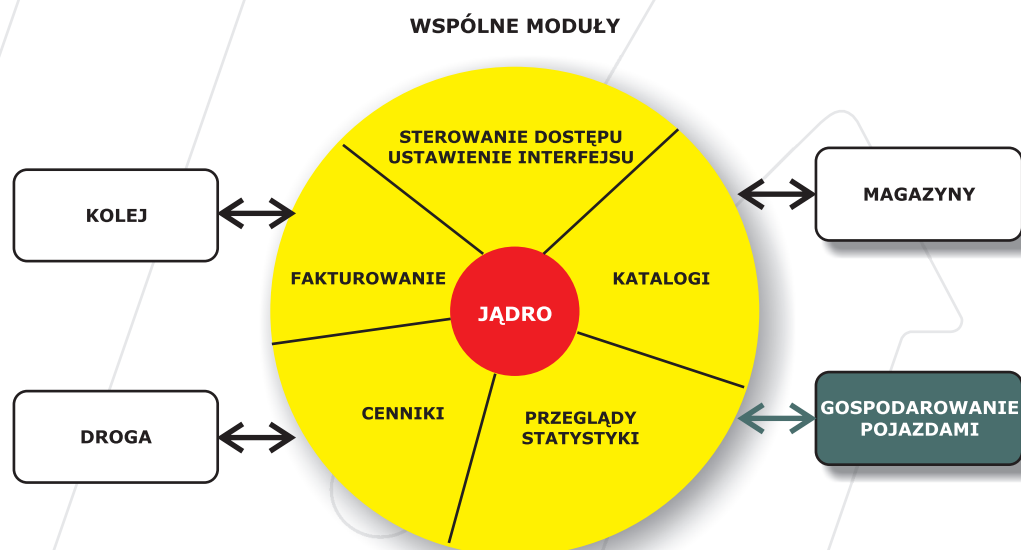 WSPÓLNE MODUŁY
STEROWANIE DOSTĘPU
USTAWIENIE INTERFEJSU
KOLEJ
MAGAZYNY
FAKTUROWANIE
KATALOGI
JĄDRO
DROGA
CENNIKI
PRZEGLĄDY
STATYSTYKI
GOSPODAROWANIE
POJAZDAMI